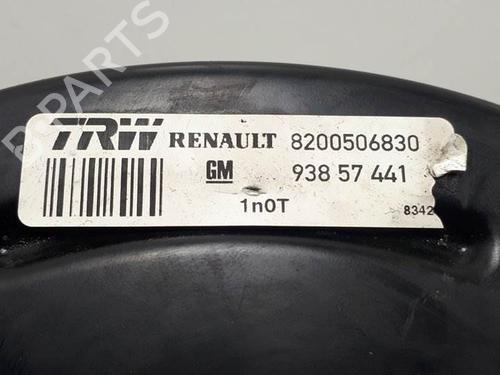 B-PARTS
TRW RENAULT 8200506830
GM 938 57 441
1n0T
8342